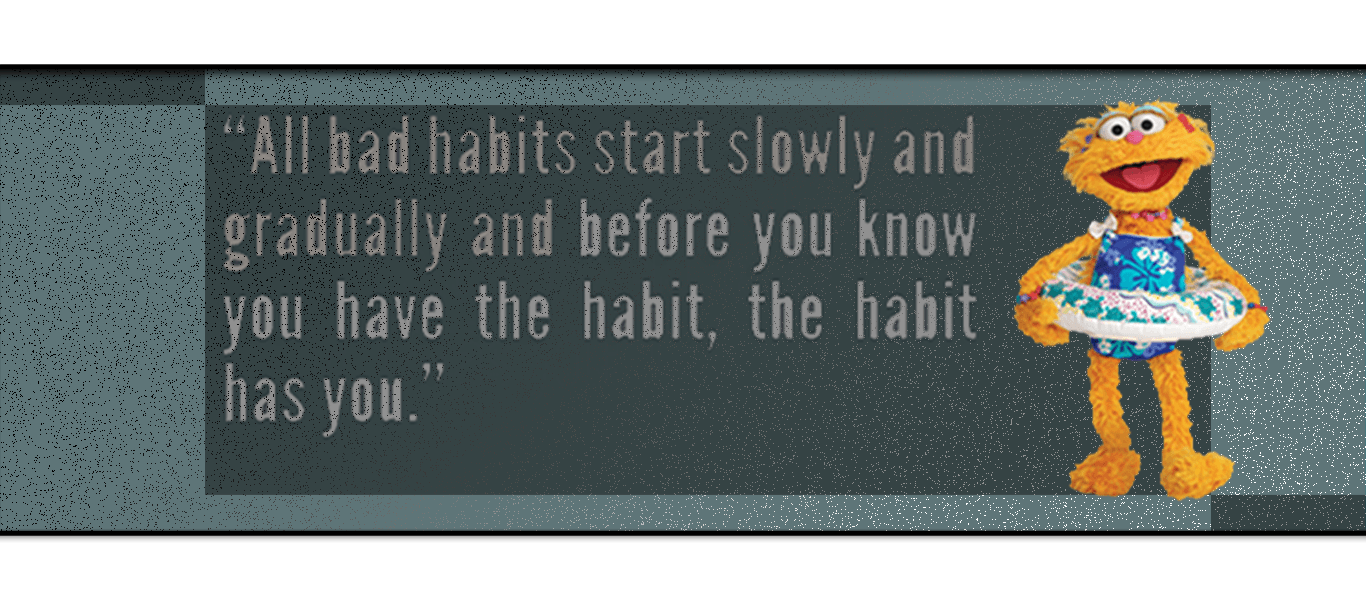 “All bad habits start slowly and
gradually and before you know
you have the habit, the habit
has you.”